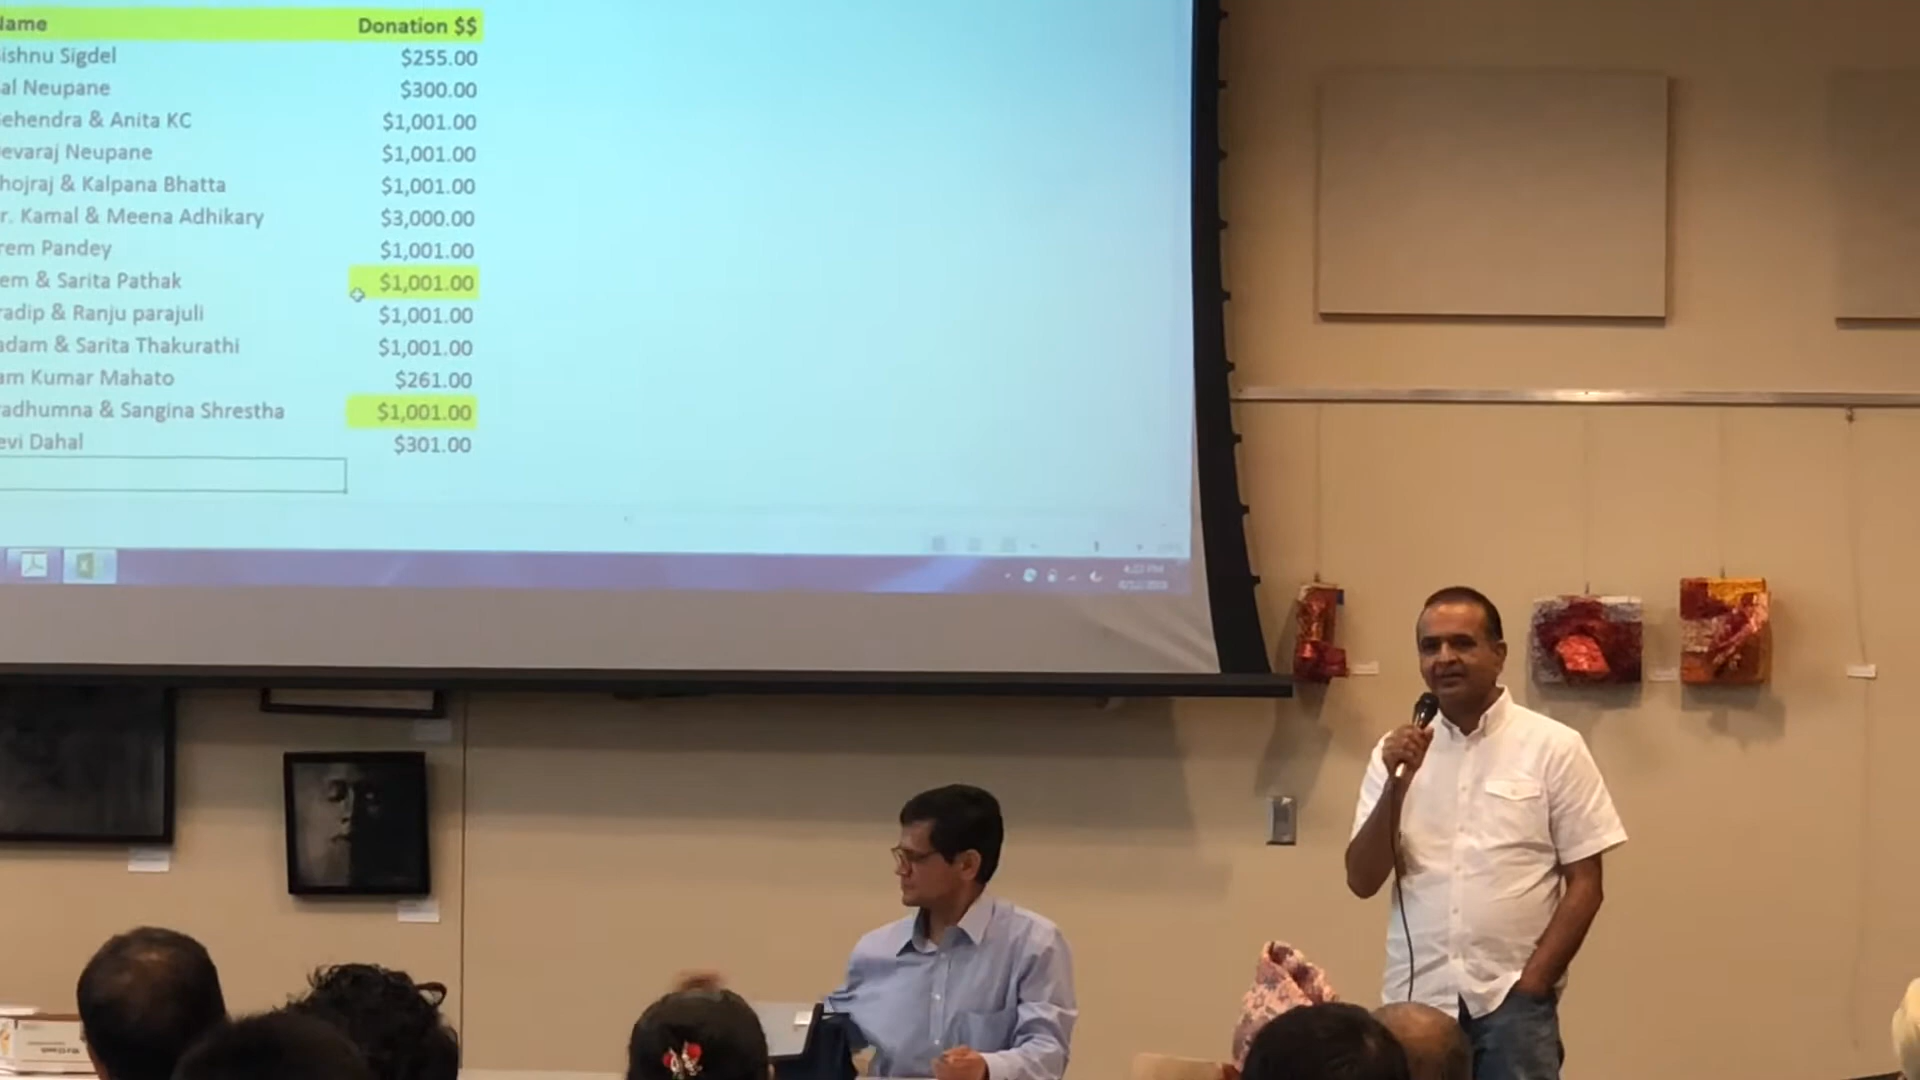 Name Donation $$
ishnu Sigdel $255.00
al Neupane $300.00
ehendra & Anita KC $1,001.00
evaraj Neupane $1,001.00
hojraj & Kalpana Bhatta $1,001.00
r. Kamal & Meena Adhikary $3,000.00
rem Pandey $1,001.00
em & Sarita Pathak $1,001.00
radip & Ranju parajuli $1,001.00
adam & Sarita Thakurathi $1,001.00
am Kumar Mahato $261.00
radhumna & Sangina Shrestha $1,001.00
evi Dahal $301.00